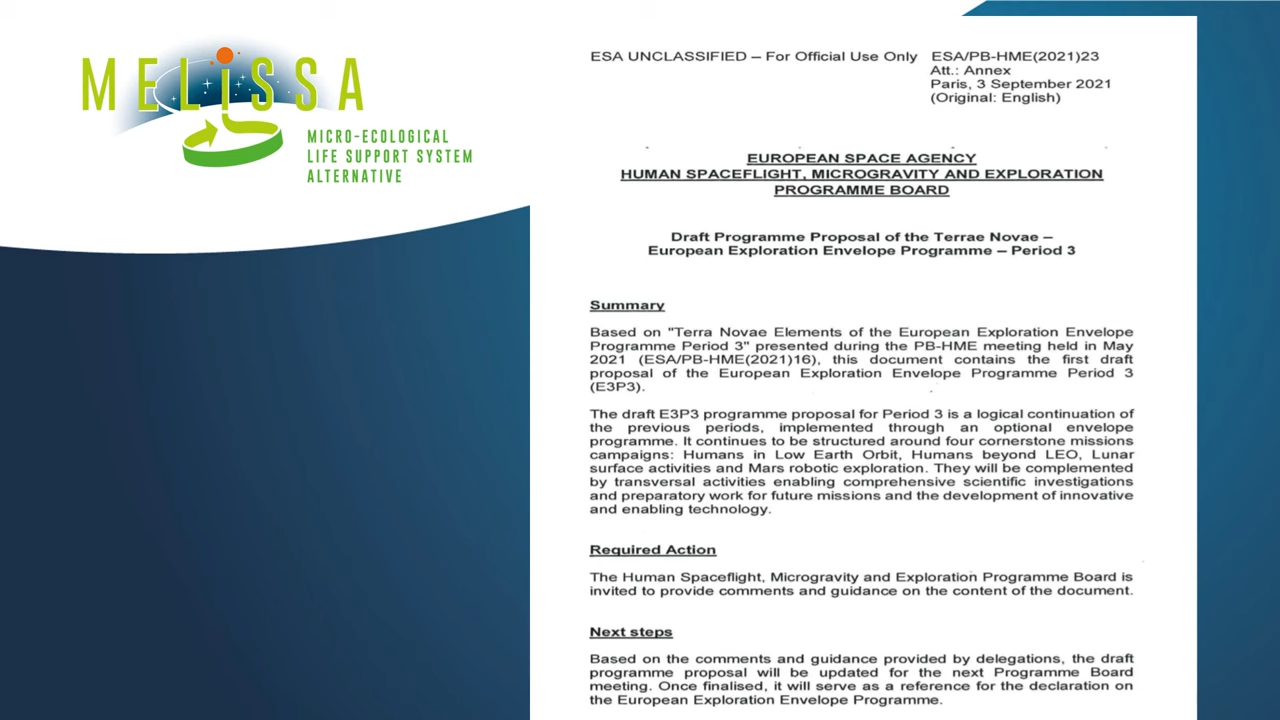 MELiSSA
MICRO-ECOLOGICAL
LIFE SUPPORT SYSTEM
ALTERNATIVE
ESA UNCLASSIFIED – For Official Use Only
ESA/PB-HME(2021)23
Att.: Annex
Paris, 3 September 2021
(Original: English)
EUROPEAN SPACE AGENCY
HUMAN SPACEFLIGHT, MICROGRAVITY AND EXPLORATION
PROGRAMME BOARD
Draft Programme Proposal of the Terrae Novae –
European Exploration Envelope Programme – Period 3
Summary
Based on "Terra Novae Elements of the European Exploration Envelope
Programme Period 3" presented during the PB-HME meeting held in May
2021 (ESA/PB-HME(2021)16), this document contains the first draft
proposal of the European Exploration Envelope Programme Period 3
(E3P3).
The draft E3P3 programme proposal for Period 3 is a logical continuation of
the previous periods, implemented through an optional envelope
programme. It continues to be structured around four cornerstone missions
campaigns: Humans in Low Earth Orbit, Humans beyond LEO, Lunar
surface activities and Mars robotic exploration. They will be complemented
by transversal activities enabling comprehensive scientific investigations
and preparatory work for future missions and the development of innovative
and enabling technology.
Required Action
The Human Spaceflight, Microgravity and Exploration Programme Board is
invited to provide comments and guidance on the content of the document.
Next steps
Based on the comments and guidance provided by delegations, the draft
programme proposal will be updated for the next Programme Board
meeting. Once finalised, it will serve as a reference for the declaration on
the European Exploration Envelope Programme.